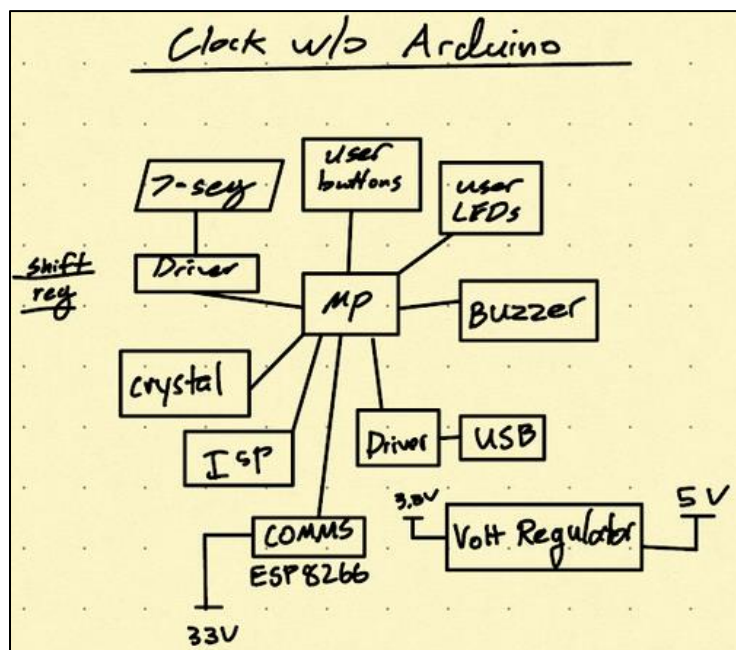 Clock w/o Arduino
7-seg
user
buttons
user
LEDs
shift
reg
Driver
MP
Buzzer
crystal
ISP
Driver
USB
COMMS
ESP8266
33V
3.3V
Volt Regulator
5V